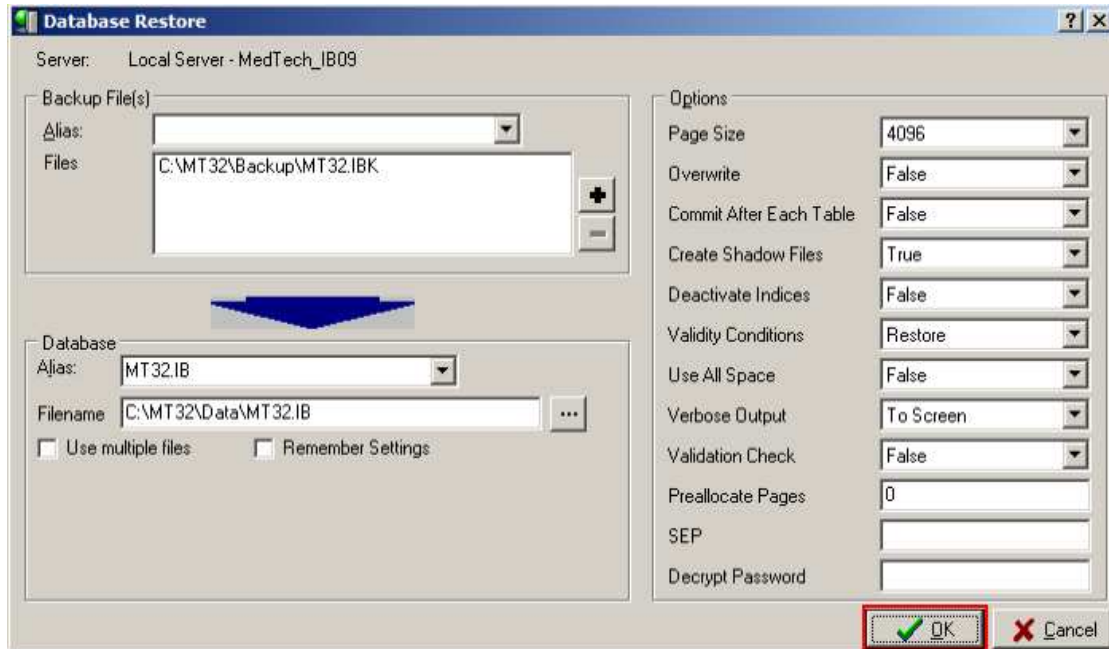 Database Restore
Server: Local Server - MedTech_IB09
Backup File(s)
Alias:
Files C:\MT32\Backup\MT32.IBK
Database
Alias: MT32.IB
Filename C:\MT32\Data\MT32.IB ...
Use multiple files Remember Settings
Options
Page Size 4096
Overwrite False
Commit After Each Table False
Create Shadow Files True
Deactivate Indices False
Validity Conditions Restore
Use All Space False
Verbose Output To Screen
Validation Check False
Preallocate Pages 0
SEP
Decrypt Password
OK Cancel